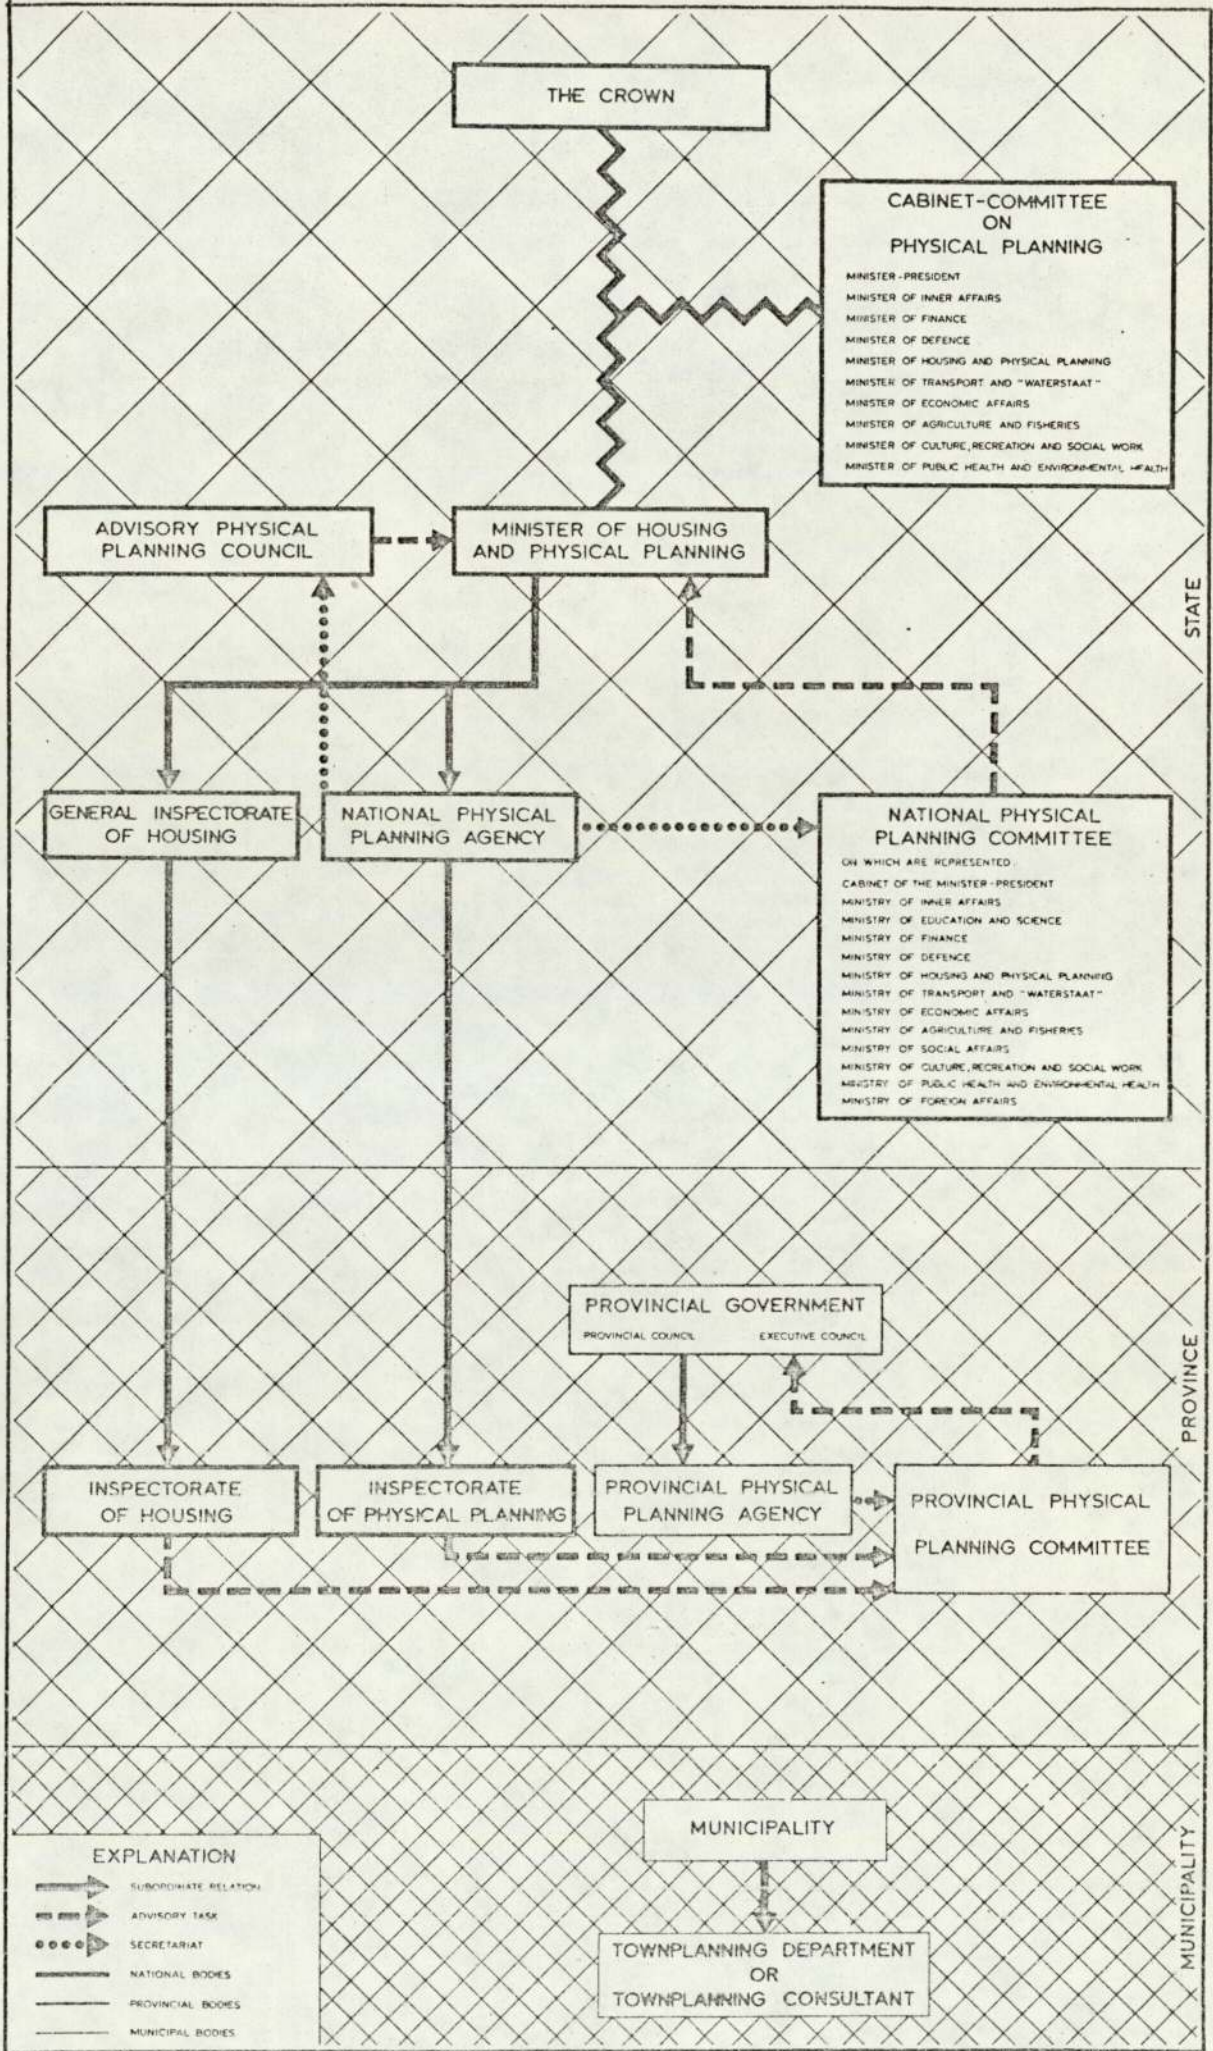 THE CROWN
CABINET-COMMITTEE
ON
PHYSICAL PLANNING
MINISTER-PRESIDENT
MINISTER OF INNER AFFAIRS
MINISTER OF FINANCE
MINISTER OF DEFENCE
MINISTER OF HOUSING AND PHYSICAL PLANNING
MINISTER OF TRANSPORT AND "WATERSTAAT"
MINISTER OF ECONOMIC AFFAIRS
MINISTER OF AGRICULTURE AND FISHERIES
MINISTER OF CULTURE, RECREATION AND SOCIAL WORK
MINISTER OF PUBLIC HEALTH AND ENVIRONMENTAL HEALTH
ADVISORY PHYSICAL
PLANNING COUNCIL
MINISTER OF HOUSING
AND PHYSICAL PLANNING
STATE
GENERAL INSPECTORATE
OF HOUSING
NATIONAL PHYSICAL
PLANNING AGENCY
NATIONAL PHYSICAL
PLANNING COMMITTEE
ON WHICH ARE REPRESENTED
CABINET OF THE MINISTER-PRESIDENT
MINISTRY OF INNER AFFAIRS
MINISTRY OF EDUCATION AND SCIENCE
MINISTRY OF FINANCE
MINISTRY OF DEFENCE
MINISTRY OF HOUSING AND PHYSICAL PLANNING
MINISTRY OF TRANSPORT AND "WATERSTAAT"
MINISTRY OF ECONOMIC AFFAIRS
MINISTRY OF AGRICULTURE AND FISHERIES
MINISTRY OF SOCIAL AFFAIRS
MINISTRY OF CULTURE, RECREATION AND SOCIAL WORK
MINISTRY OF PUBLIC HEALTH AND ENVIRONMENTAL HEALTH
MINISTRY OF FOREIGN AFFAIRS
PROVINCIAL GOVERNMENT
PROVINCIAL COUNCIL
EXECUTIVE COUNCIL
PROVINCE
INSPECTORATE
OF HOUSING
INSPECTORATE
OF PHYSICAL PLANNING
PROVINCIAL PHYSICAL
PLANNING AGENCY
PROVINCIAL PHYSICAL
PLANNING COMMITTEE
MUNICIPALITY
MUNICIPALITY
TOWNPLANNING DEPARTMENT
OR
TOWNPLANNING CONSULTANT
EXPLANATION
SUBORDINATE RELATION
ADVISORY TASK
SECRETARIAT
NATIONAL BODIES
PROVINCIAL BODIES
MUNICIPAL BODIES